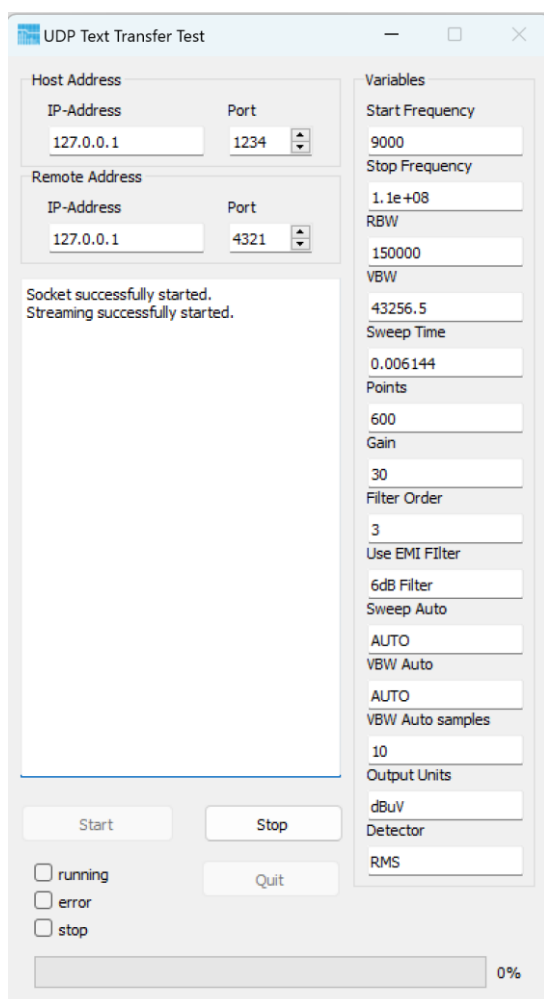 UDP Text Transfer Test
Host Address
IP-Address Port
127.0.0.1 1234
Remote Address
IP-Address Port
127.0.0.1 4321
Socket successfully started.
Streaming successfully started.
Start Stop
running
Quit
error
stop
0%
Variables
Start Frequency
9000
Stop Frequency
1.1e+08
RBW
150000
VBW
43256.5
Sweep Time
0.006144
Points
600
Gain
30
Filter Order
3
Use EMI FIlter
6dB Filter
Sweep Auto
AUTO
VBW Auto
AUTO
VBW Auto samples
10
Output Units
dBuV
Detector
RMS